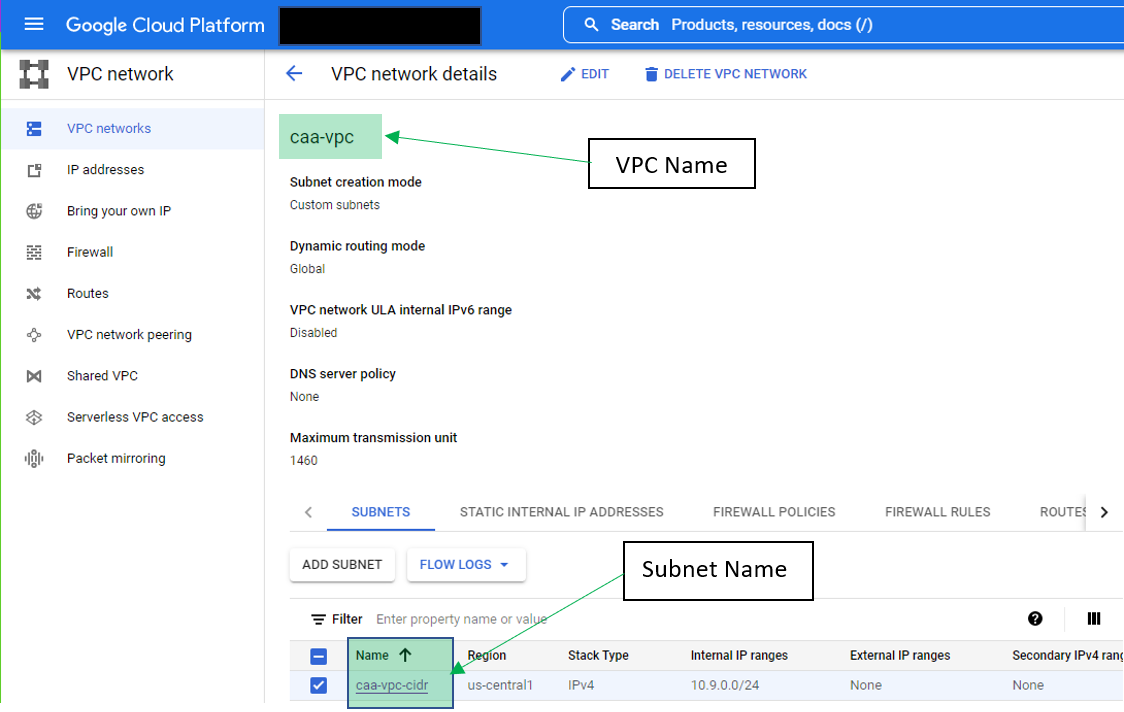 Google Cloud Platform
Search Products, resources, docs (/)
VPC network
VPC network details
EDIT
DELETE VPC NETWORK
VPC networks
IP addresses
Bring your own IP
Firewall
Routes
VPC network peering
Shared VPC
Serverless VPC access
Packet mirroring
caa-vpc
VPC Name
Subnet creation mode
Custom subnets
Dynamic routing mode
Global
VPC network ULA internal IPv6 range
Disabled
DNS server policy
None
Maximum transmission unit
1460
SUBNETS STATIC INTERNAL IP ADDRESSES FIREWALL POLICIES FIREWALL RULES ROUTES
ADD SUBNET FLOW LOGS
Subnet Name
Filter Enter property name or value
Name Region Stack Type Internal IP ranges External IP ranges Secondary IPv4 rang
caa-vpc-cidr us-central1 IPv4 10.9.0.0/24 None None